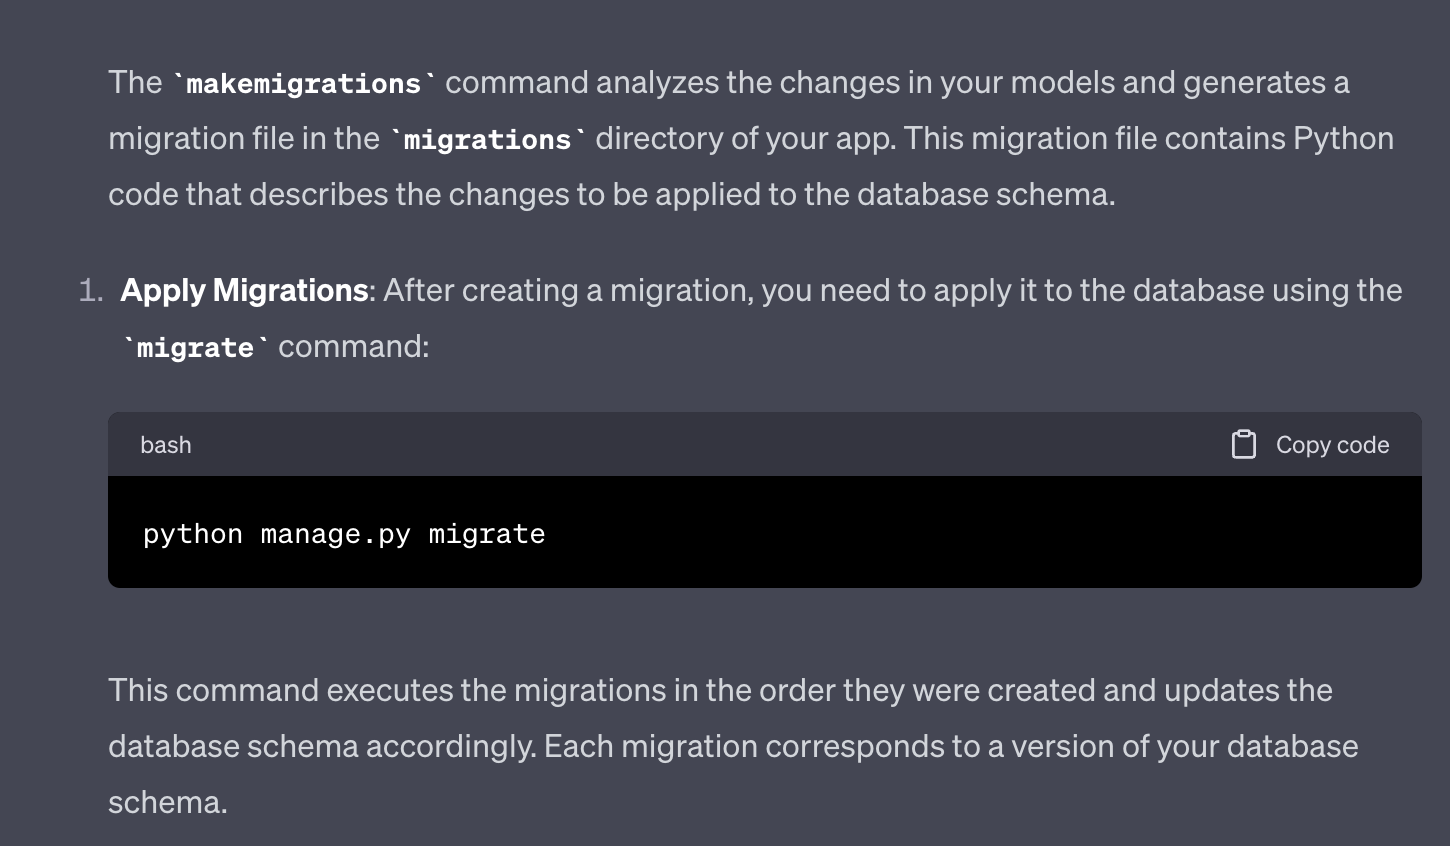 The `makemigrations` command analyzes the changes in your models and generates a
migration file in the `migrations` directory of your app. This migration file contains Python
code that describes the changes to be applied to the database schema.
1. Apply Migrations: After creating a migration, you need to apply it to the database using the
`migrate` command:
bash Copy code
python manage.py migrate
This command executes the migrations in the order they were created and updates the
database schema accordingly. Each migration corresponds to a version of your database
schema.